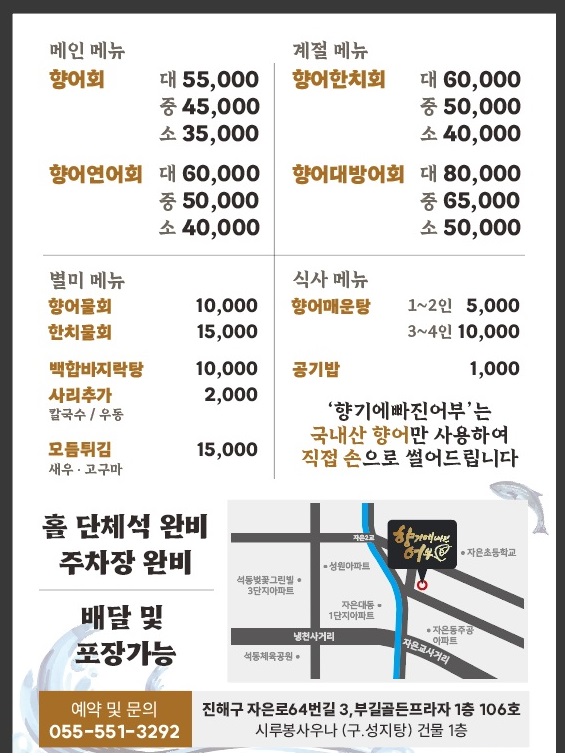 메인 메뉴
향어회 대 55,000
중 45,000
소 35,000
향어연어회 대 60,000
중 50,000
소 40,000
계절 메뉴
향어한치회 대 60,000
중 50,000
소 40,000
향어대방어회 대 80,000
중 65,000
소 50,000
별미 메뉴
향어물회 10,000
한치물회 15,000
백합바지락탕 10,000
사리추가 2,000
칼국수 / 우동
모듬튀김 15,000
새우 · 고구마
식사 메뉴
향어매운탕 1~2인 5,000
3~4인 10,000
공기밥 1,000
‘향기에빠진어부’는
국내산 향어만 사용하여
직접 손으로 썰어드립니다
홀 단체석 완비
주차장 완비
배달 및
포장가능
자은2교
향기에빠진
어부
자은초등학교
성원아파트
석동벚꽃그린빌
3단지아파트
자은대동
1단지아파트
자은동주공
아파트
냉천사거리
자은교사거리
석동체육공원
예약 및 문의
055-551-3292
진해구 자은로64번길 3,부길골든프라자 1층 106호
시루봉사우나 (구.성지탕) 건물 1층